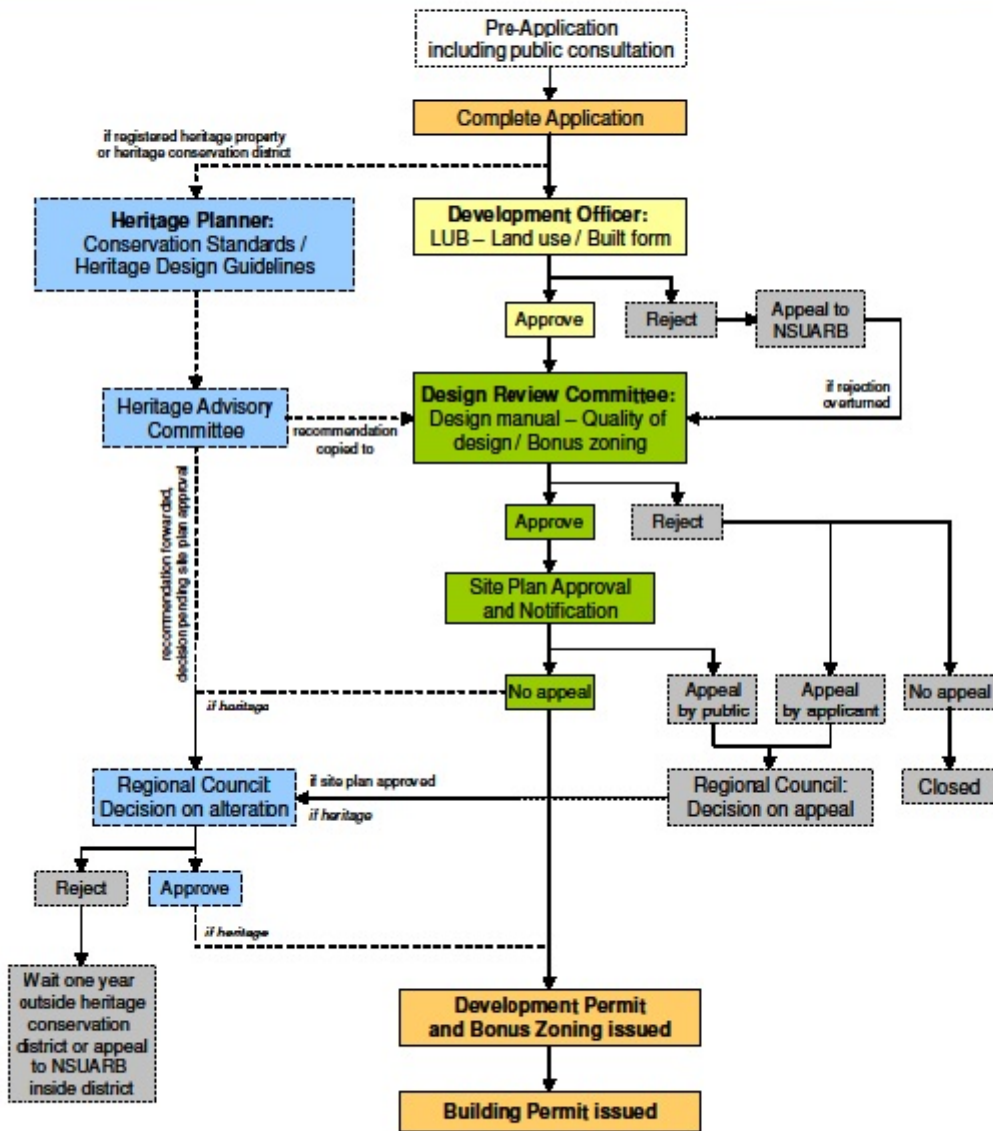 Pre-Application
including public consultation
Complete Application
if registered heritage property
or heritage conservation district
Heritage Planner:
Conservation Standards /
Heritage Design Guidelines
Development Officer:
LUB – Land use / Built form
Approve
Reject
Appeal to
NSUARB
if rejection
overturned
Heritage Advisory
Committee
recommendation
copied to
Design Review Committee:
Design manual – Quality of
design / Bonus zoning
recommendation forwarded,
decision pending site plan approval
Approve
Reject
Site Plan Approval
and Notification
if heritage
No appeal
Appeal
by public
Appeal
by applicant
No appeal
Regional Council:
Decision on alteration
if site plan approved
if heritage
Regional Council:
Decision on appeal
Closed
Reject
Approve
if heritage
Wait one year
outside heritage
conservation
district or appeal
to NSUARB
inside district
Development Permit
and Bonus Zoning issued
Building Permit issued